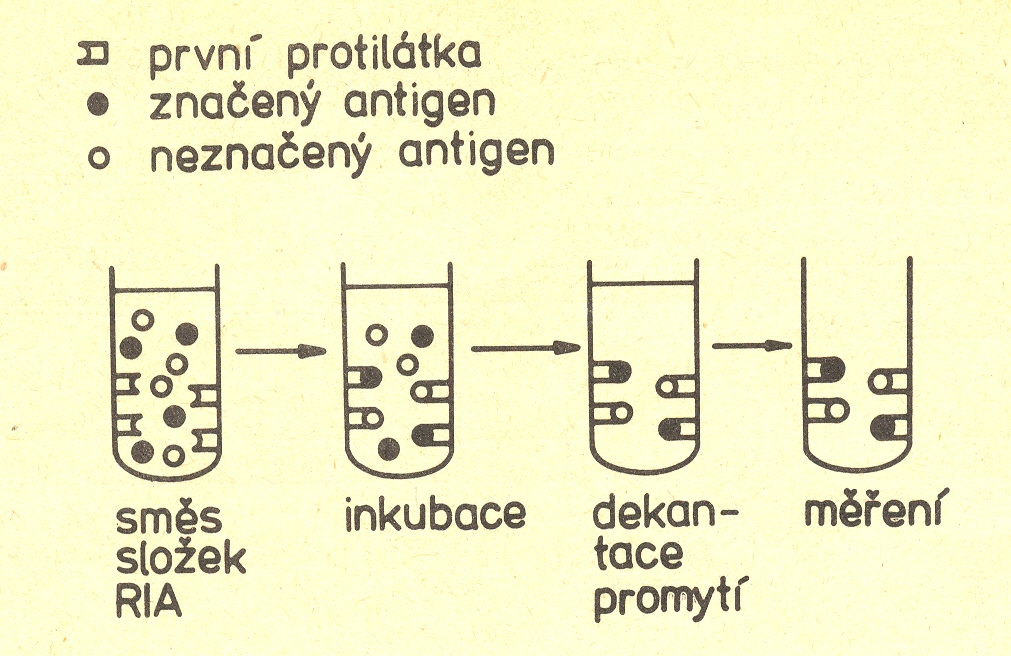 první protilátka
značený antigen
neznačený antigen
směs
složek
RIA
inkubace
dekan-
tace
promytí
měření